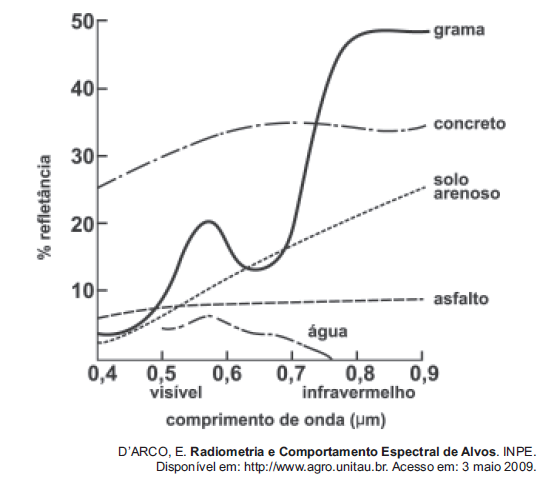 50
grama
40
concreto
30
solo
arenoso
% refletância
20
10
asfalto
água
0,4 0,5 0,6 0,7 0,8 0,9
visível infravermelho
comprimento de onda (μm)
D'ARCO, E. Radiometria e Comportamento Espectral de Alvos. INPE.
Disponível em: http://www.agro.unitau.br. Acesso em: 3 maio 2009.